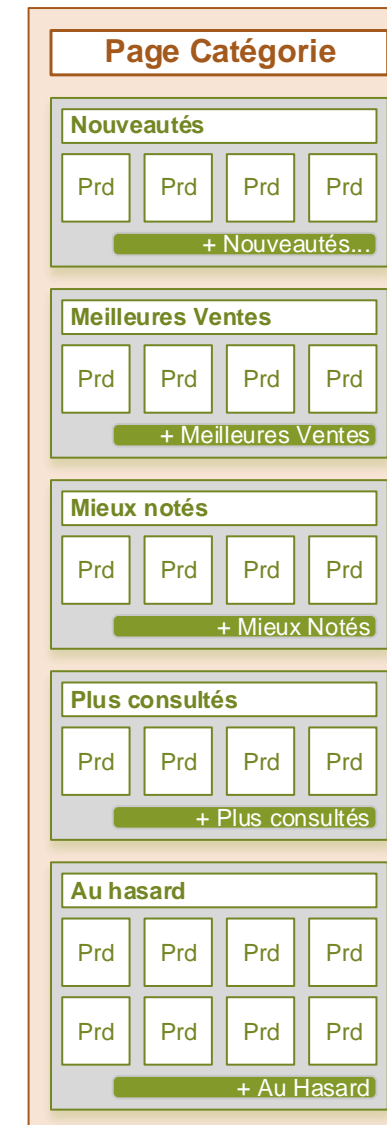 Page Catégorie
Nouveautés
Prd Prd Prd Prd
+ Nouveautés...
Meilleures Ventes
Prd Prd Prd Prd
+ Meilleures Ventes
Mieux notés
Prd Prd Prd Prd
+ Mieux Notés
Plus consultés
Prd Prd Prd Prd
+ Plus consultés
Au hasard
Prd Prd Prd Prd
Prd Prd Prd Prd
+ Au Hasard